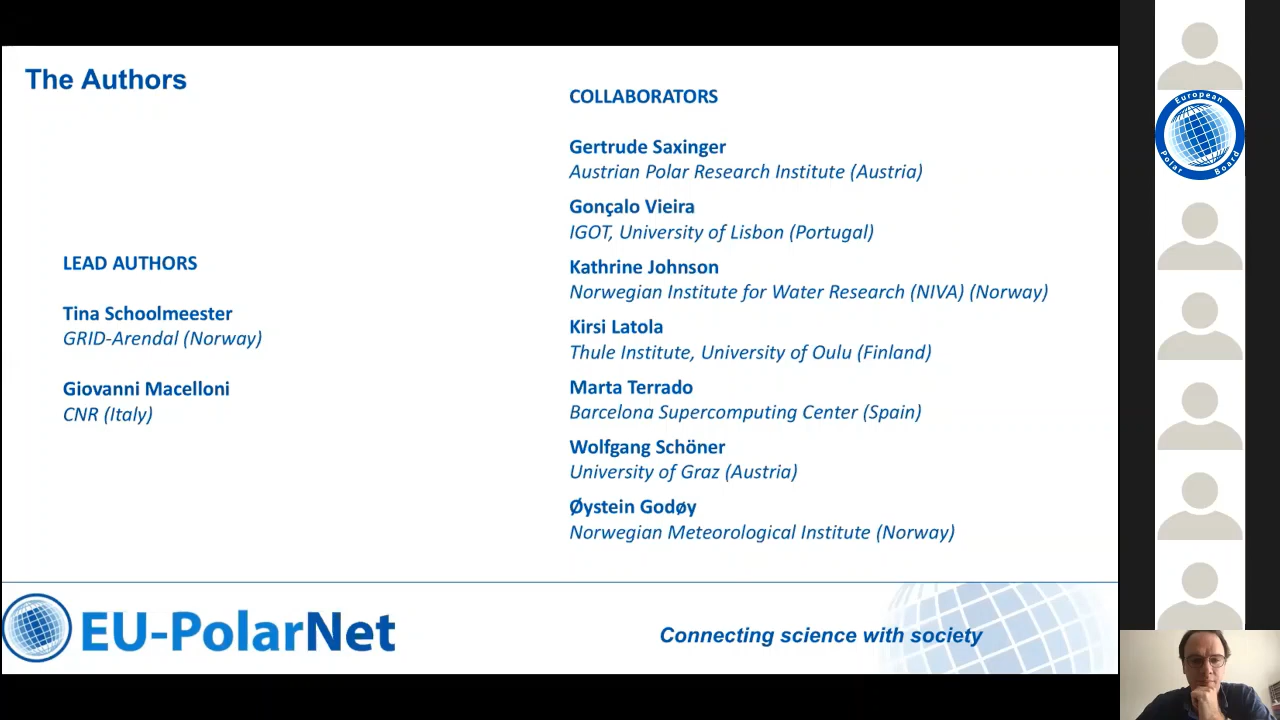 The Authors
LEAD AUTHORS
Tina Schoolmeester
GRID-Arendal (Norway)
Giovanni Macelloni
CNR (Italy)
COLLABORATORS
Gertrude Saxinger
Austrian Polar Research Institute (Austria)
Gonçalo Vieira
IGOT, University of Lisbon (Portugal)
Kathrine Johnson
Norwegian Institute for Water Research (NIVA) (Norway)
Kirsi Latola
Thule Institute, University of Oulu (Finland)
Marta Terrado
Barcelona Supercomputing Center (Spain)
Wolfgang Schöner
University of Graz (Austria)
Øystein Godøy
Norwegian Meteorological Institute (Norway)
EU-PolarNet
Connecting science with society
European
Polar Board